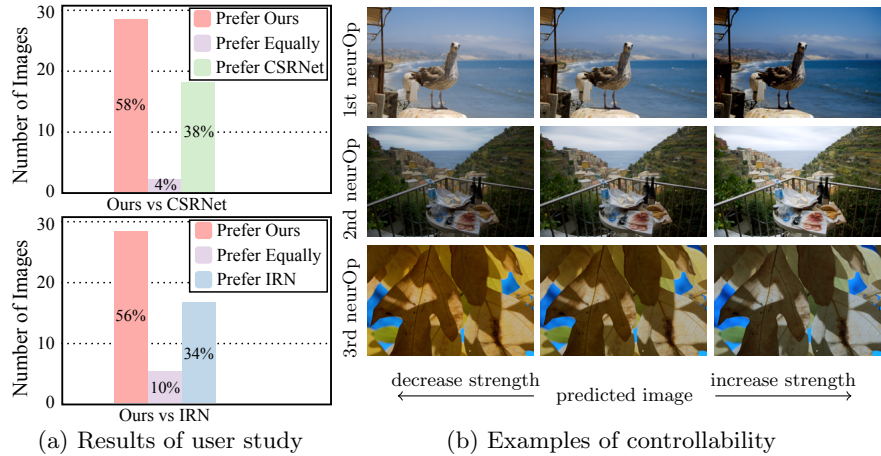 Number of Images
30
20
10
0
Prefer Ours
Prefer Equally
Prefer CSRNet
58%
4%
38%
Ours vs CSRNet
Number of Images
30
20
10
0
Prefer Ours
Prefer Equally
Prefer IRN
56%
10%
34%
Ours vs IRN
(a) Results of user study
1st neurOp
2nd neurOp
3rd neurOp
decrease strength
predicted image
increase strength
(b) Examples of controllability